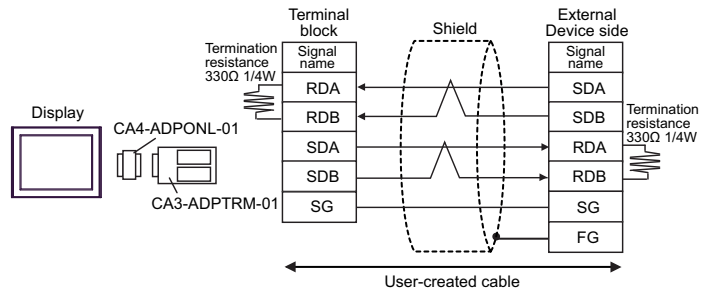 Terminal
block
Shield
External
Device side
Termination
resistance
330Ω 1/4W
Signal
name
RDA
RDB
SDA
SDB
SG
Signal
name
SDA
SDB
RDA
RDB
SG
FG
Termination
resistance
330Ω 1/4W
Display
CA4-ADPONL-01
CA3-ADPTRM-01
User-created cable